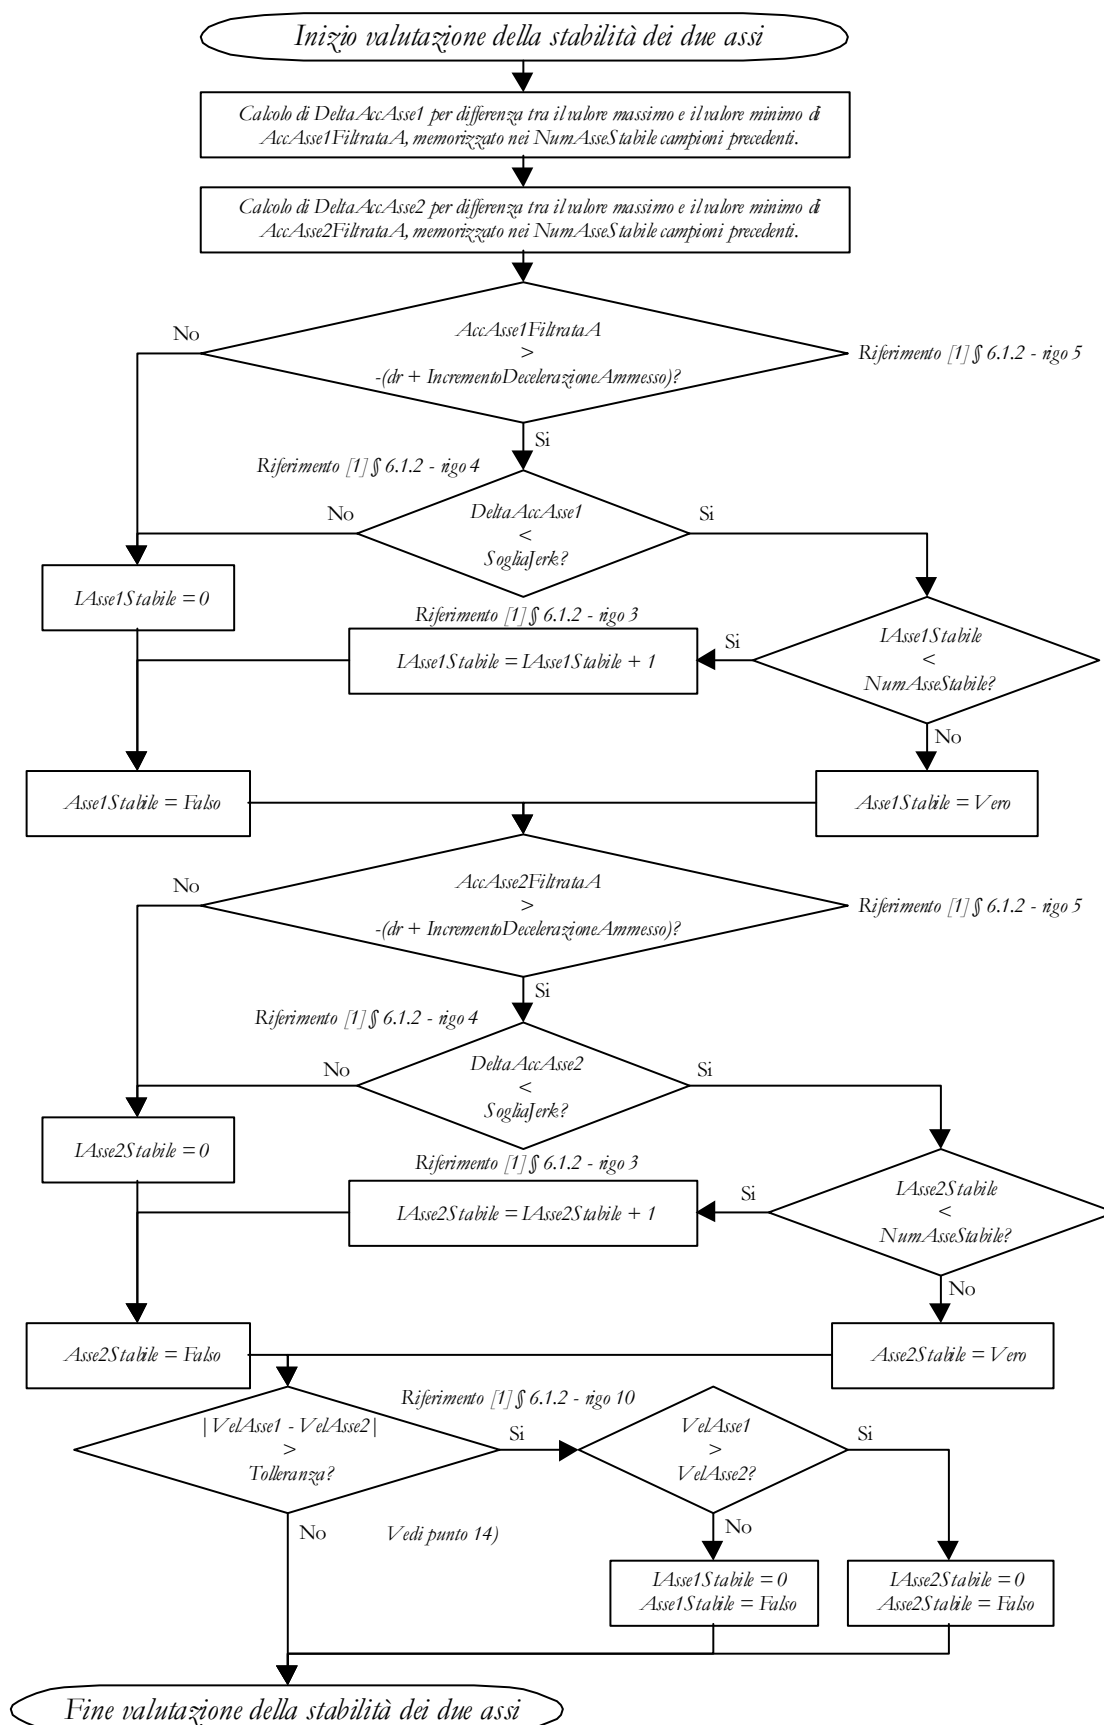 Inizio valutazione della stabilità dei due assi
Calcolo di DeltaAccAsse1 per differenza tra il valore massimo e il valore minimo di
AccAsse1FiltrataA, memorizzato nei NumAsseStabile campioni precedenti.
Calcolo di DeltaAccAsse2 per differenza tra il valore massimo e il valore minimo di
AccAsse2FiltrataA, memorizzato nei NumAsseStabile campioni precedenti.
No
AccAsse1FiltrataA
>
-(dr + IncrementoDecelerazioneAmmesso)?
Riferimento [1] § 6.1.2 - rigo 5
Si
Riferimento [1] § 6.1.2 - rigo 4
No
DeltaAccAsse1
<
SogliaJerk?
Si
IAsse1Stabile = 0
Riferimento [1] § 6.1.2 - rigo 3
IAsse1Stabile = IAsse1Stabile + 1
Si
IAsse1Stabile
<
NumAsseStabile?
No
Asse1Stabile = Falso
Asse1Stabile = Vero
No
AccAsse2FiltrataA
>
-(dr + IncrementoDecelerazioneAmmesso)?
Riferimento [1] § 6.1.2 - rigo 5
Si
Riferimento [1] § 6.1.2 - rigo 4
No
DeltaAccAsse2
<
SogliaJerk?
Si
IAsse2Stabile = 0
Riferimento [1] § 6.1.2 - rigo 3
IAsse2Stabile = IAsse2Stabile + 1
Si
IAsse2Stabile
<
NumAsseStabile?
No
Asse2Stabile = Falso
Asse2Stabile = Vero
Riferimento [1] § 6.1.2 - rigo 10
|VelAsse1 - VelAsse2|
>
Tolleranza?
Si
VelAsse1
>
VelAsse2?
Si
No
Vedi punto 14)
No
IAsse1Stabile = 0
Asse1Stabile = Falso
IAsse2Stabile = 0
Asse2Stabile = Falso
Fine valutazione della stabilità dei due assi